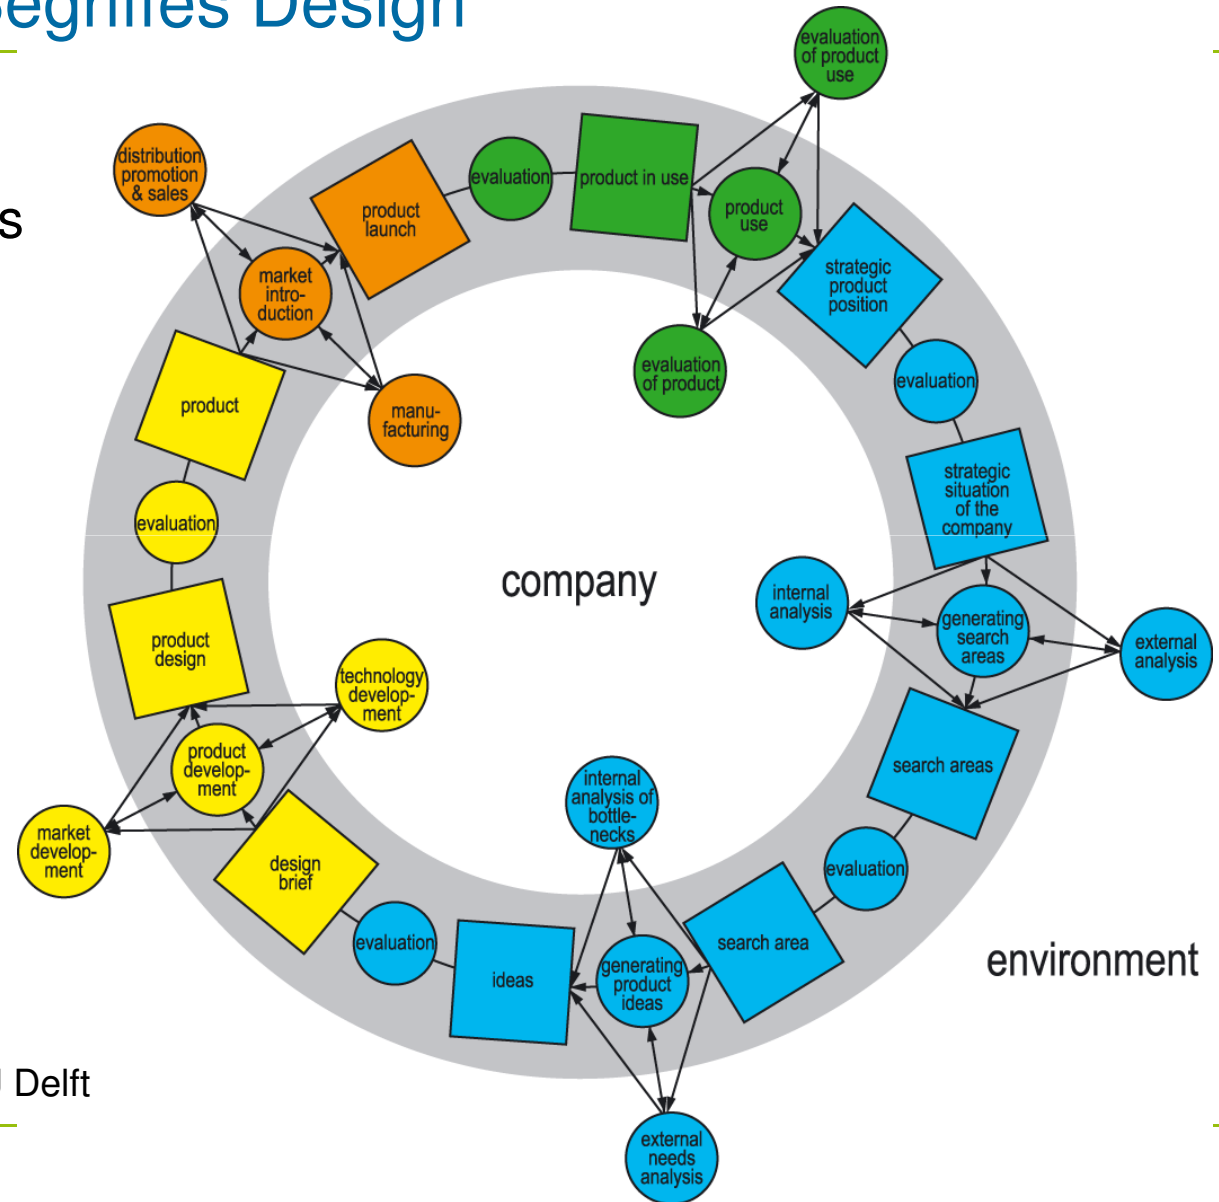 Begriffes Design
s
evaluation
of product
use
distribution
promotion
& sales
product
launch
evaluation
product in use
product
use
market
intro-
duction
strategic
product
position
evaluation
of product
evaluation
product
manu-
facturing
strategic
situation
of the
company
evaluation
company
internal
analysis
generating
search
areas
external
analysis
product
design
technology
develop-
ment
product
develop-
ment
search areas
internal
analysis of
bottle-
necks
market
develop-
ment
design
brief
evaluation
evaluation
search area
ideas
generating
product
ideas
environment
Delft
external
needs
analysis